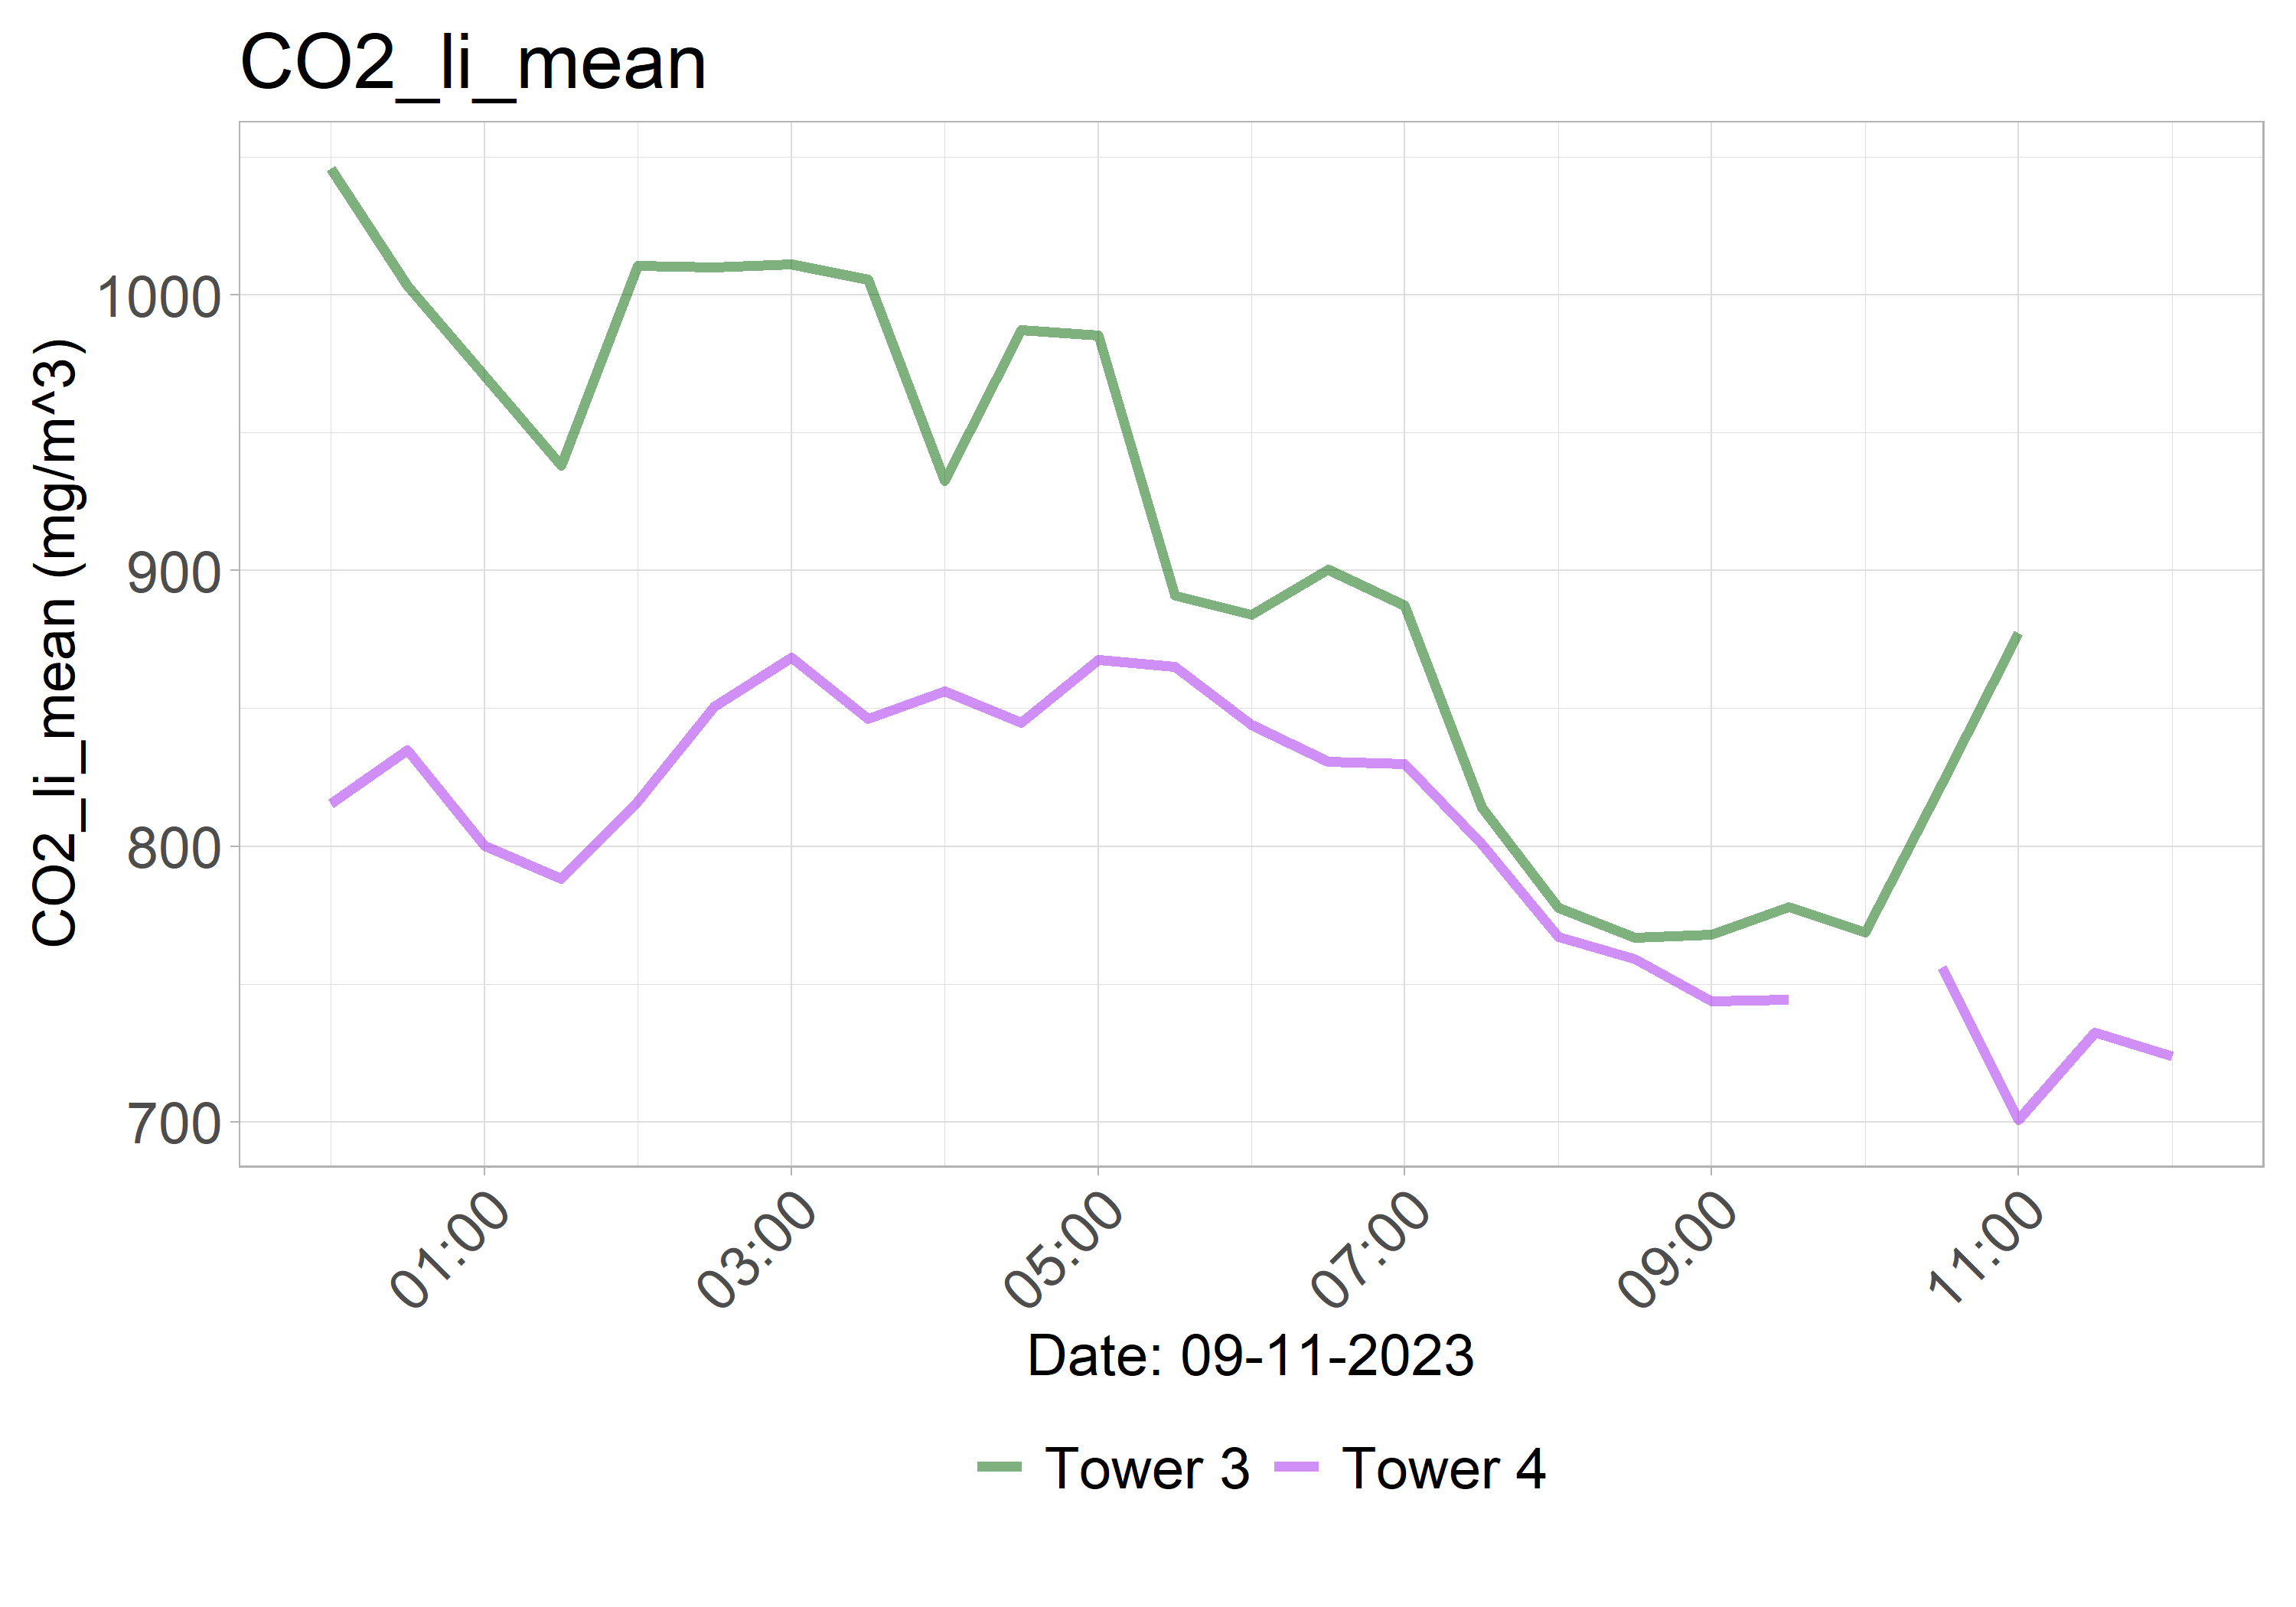 CO2_li_mean
CO2_li_mean (mg/m^3)
1000
900
800
700
01:00 03:00 05:00 07:00 09:00 11:00
Date: 09-11-2023
Tower 3 Tower 4